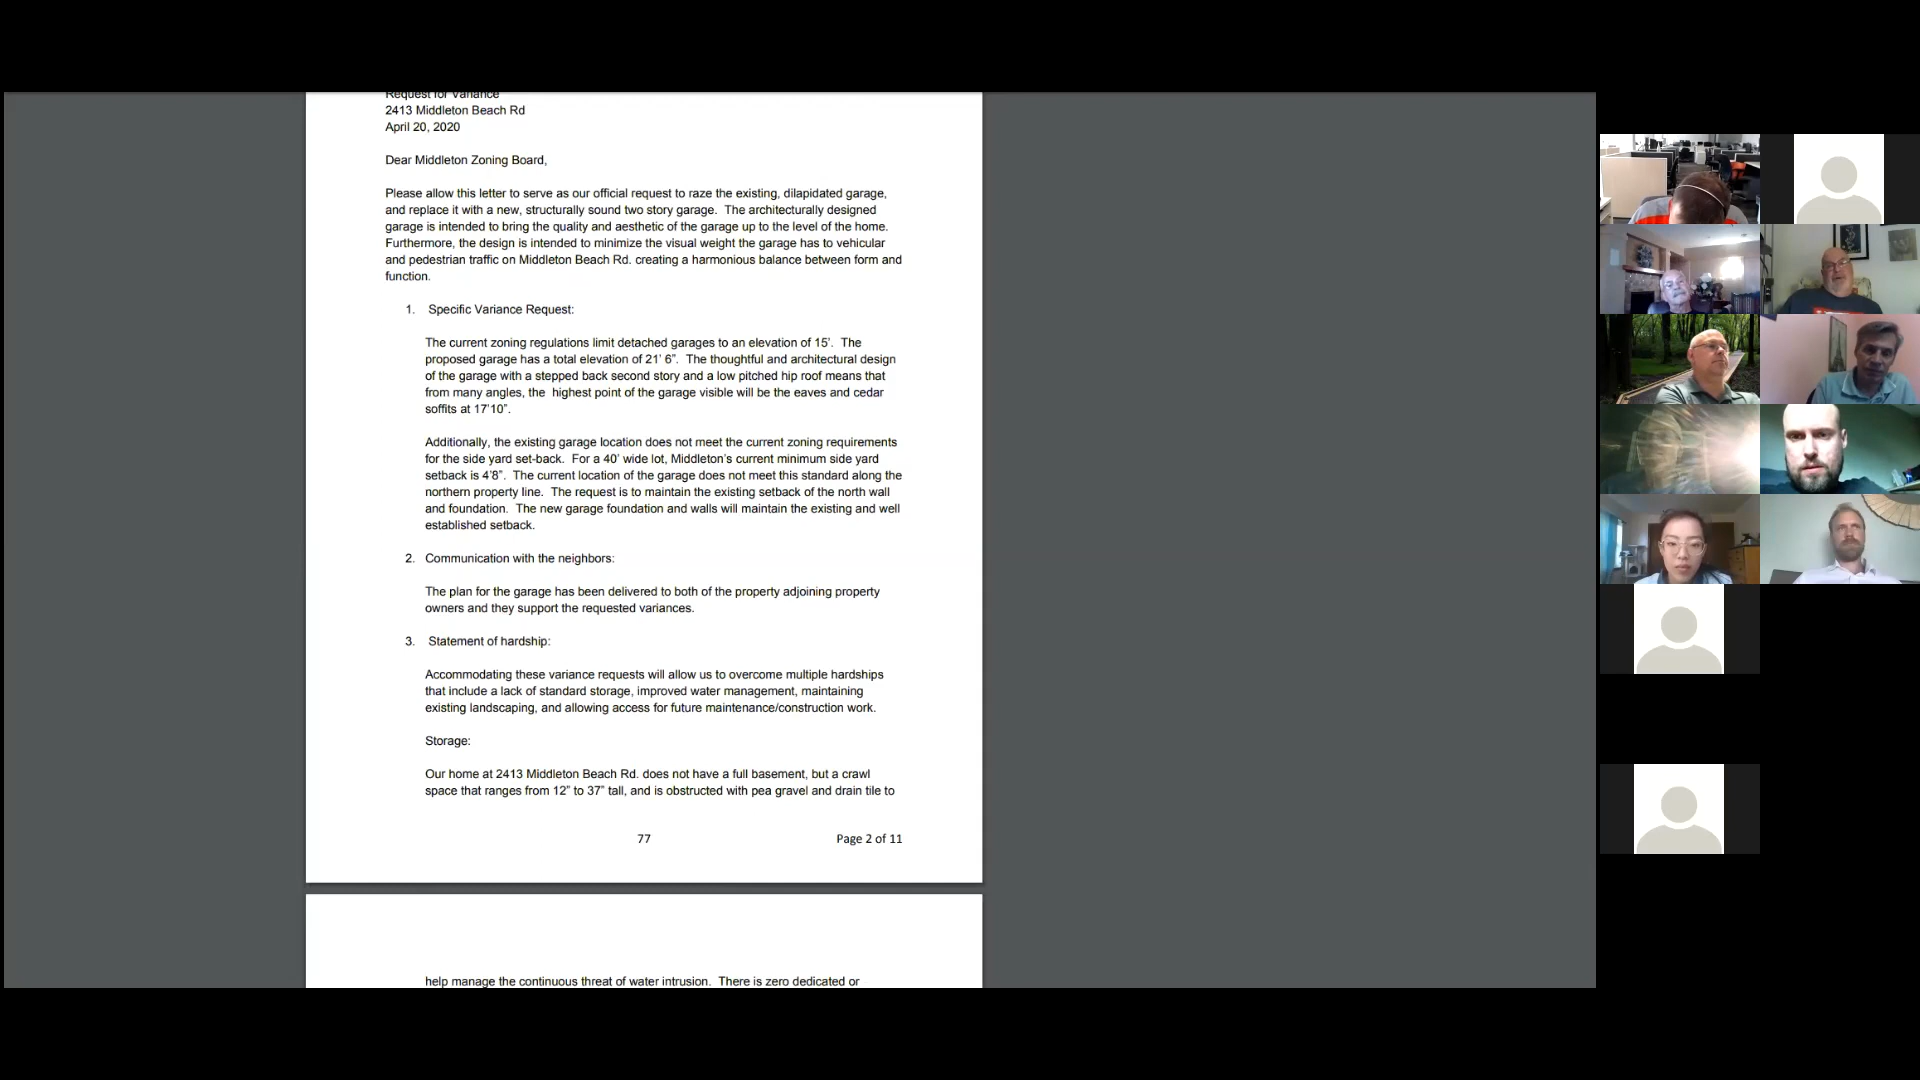 Request for Variance
2413 Middleton Beach Rd
April 20, 2020
Dear Middleton Zoning Board,
Please allow this letter to serve as our official request to raze the existing, dilapidated garage,
and replace it with a new, structurally sound two story garage.  The architecturally designed
garage is intended to bring the quality and aesthetic of the garage up to the level of the home.
Furthermore, the design is intended to minimize the visual weight the garage has to vehicular
and pedestrian traffic on Middleton Beach Rd. creating a harmonious balance between form and
function.
1. Specific Variance Request:
The current zoning regulations limit detached garages to an elevation of 15’.  The
proposed garage has a total elevation of 21’ 6”.  The thoughtful and architectural design
of the garage with a stepped back second story and a low pitched hip roof means that
from many angles, the  highest point of the garage visible will be the eaves and cedar
soffits at 17’10”.
Additionally, the existing garage location does not meet the current zoning requirements
for the side yard set-back.  For a 40’ wide lot, Middleton’s current minimum side yard
setback is 4’8”.  The current location of the garage does not meet this standard along the
northern property line.  The request is to maintain the existing setback of the north wall
and foundation.  The new garage foundation and walls will maintain the existing and well
established setback.
2. Communication with the neighbors:
The plan for the garage has been delivered to both of the property adjoining property
owners and they support the requested variances.
3. Statement of hardship:
Accommodating these variance requests will allow us to overcome multiple hardships
that include a lack of standard storage, improved water management, maintaining
existing landscaping, and allowing access for future maintenance/construction work.
Storage:
Our home at 2413 Middleton Beach Rd. does not have a full basement, but a crawl
space that ranges from 12” to 37” tall, and is obstructed with pea gravel and drain tile to
77
Page 2 of 11
help manage the continuous threat of water intrusion.  There is zero dedicated or